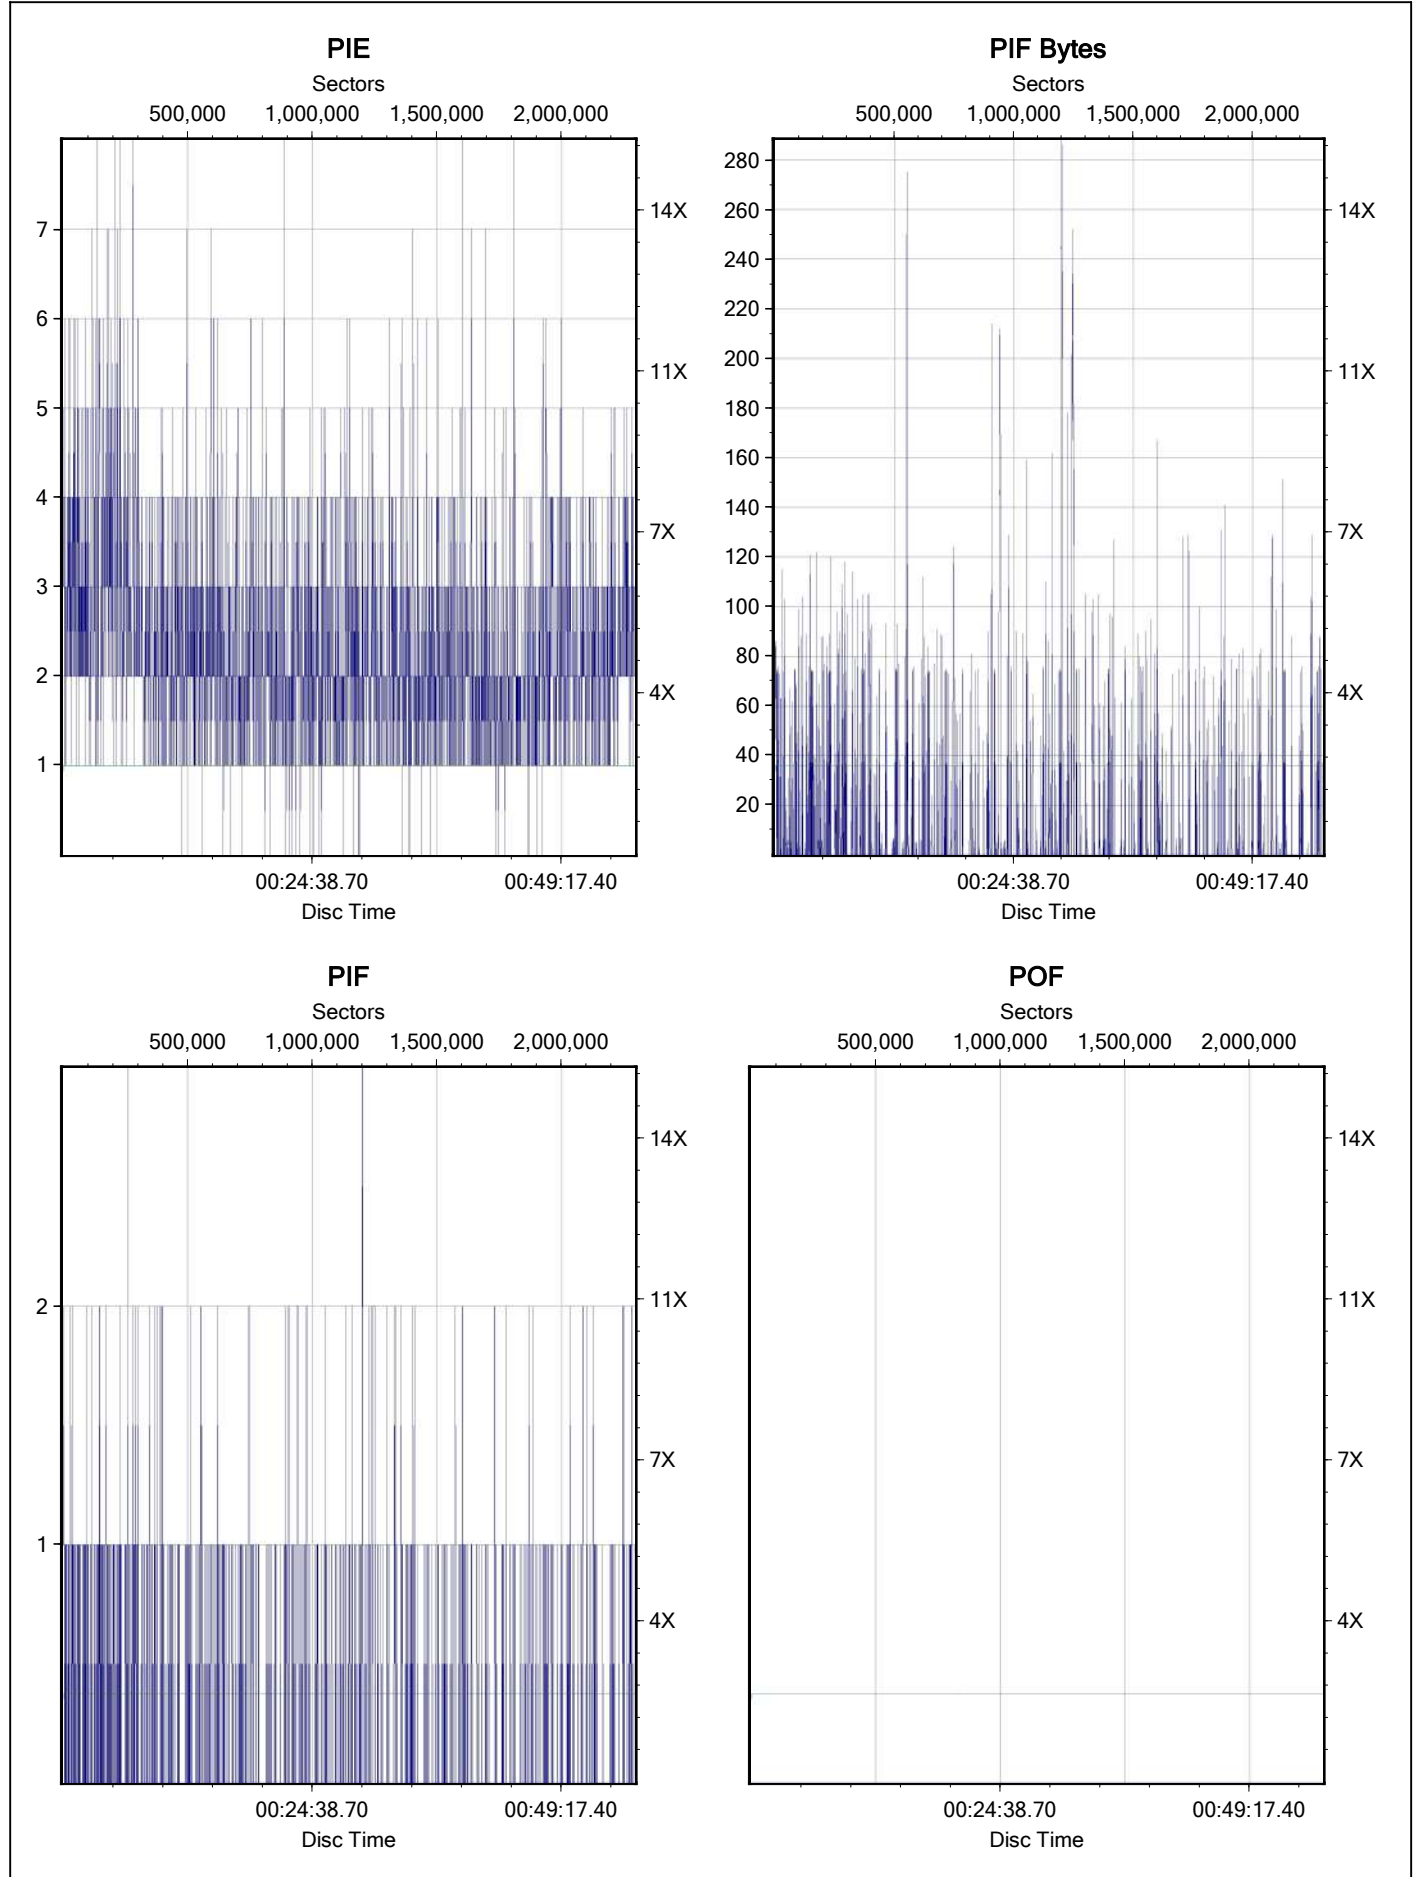 PIE
Sectors
500,000 1,000,000 1,500,000 2,000,000
7
6
5
4
3
2
1
14X
11X
7X
4X
00:24:38.70 00:49:17.40
Disc Time
PIF Bytes
Sectors
500,000 1,000,000 1,500,000 2,000,000
280
260
240
220
200
180
160
140
120
100
80
60
40
20
14X
11X
7X
4X
00:24:38.70 00:49:17.40
Disc Time
PIF
Sectors
500,000 1,000,000 1,500,000 2,000,000
2
1
14X
11X
7X
4X
00:24:38.70 00:49:17.40
Disc Time
POF
Sectors
500,000 1,000,000 1,500,000 2,000,000
14X
11X
7X
4X
00:24:38.70 00:49:17.40
Disc Time